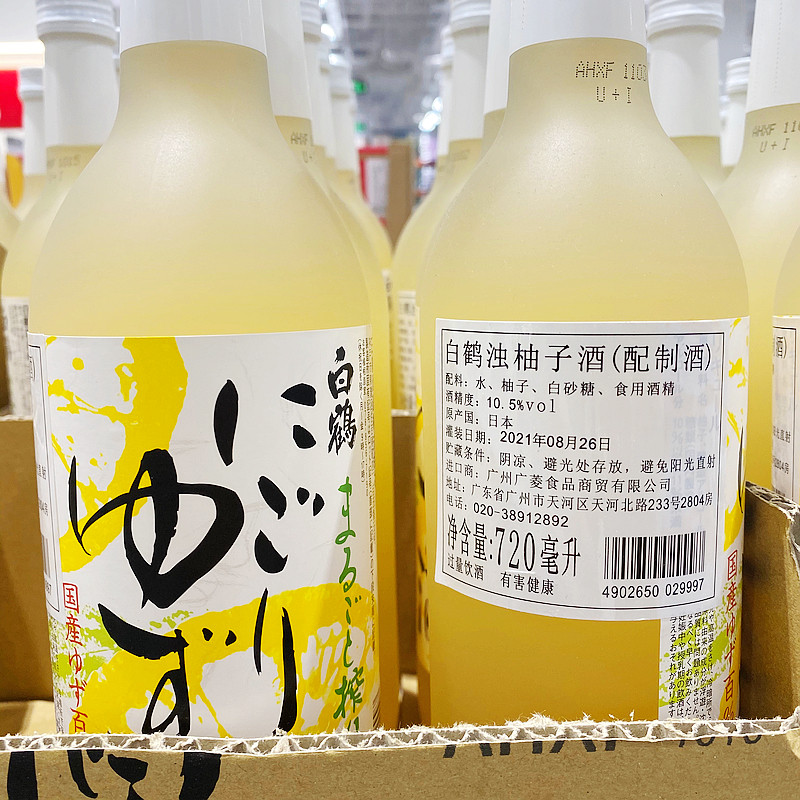 AHXF 1103
U+I
白鶴
にごり
ゆず
まるごと搾り
国産ゆず百
白鹤浊柚子酒(配制酒)
配料：水、柚子、白砂糖、食用酒精
酒精度：10.5%vol
原产国：日本
灌装日期：2021年08月26日
贮藏条件：阴凉、避光处存放，避免阳光直射
进口商：广州广菱食品商贸有限公司
地址：广东省广州市天河区天河北路233号2804房
电话：020-38912892
净含量:720毫升
过量饮酒 有害健康
4902650 029997